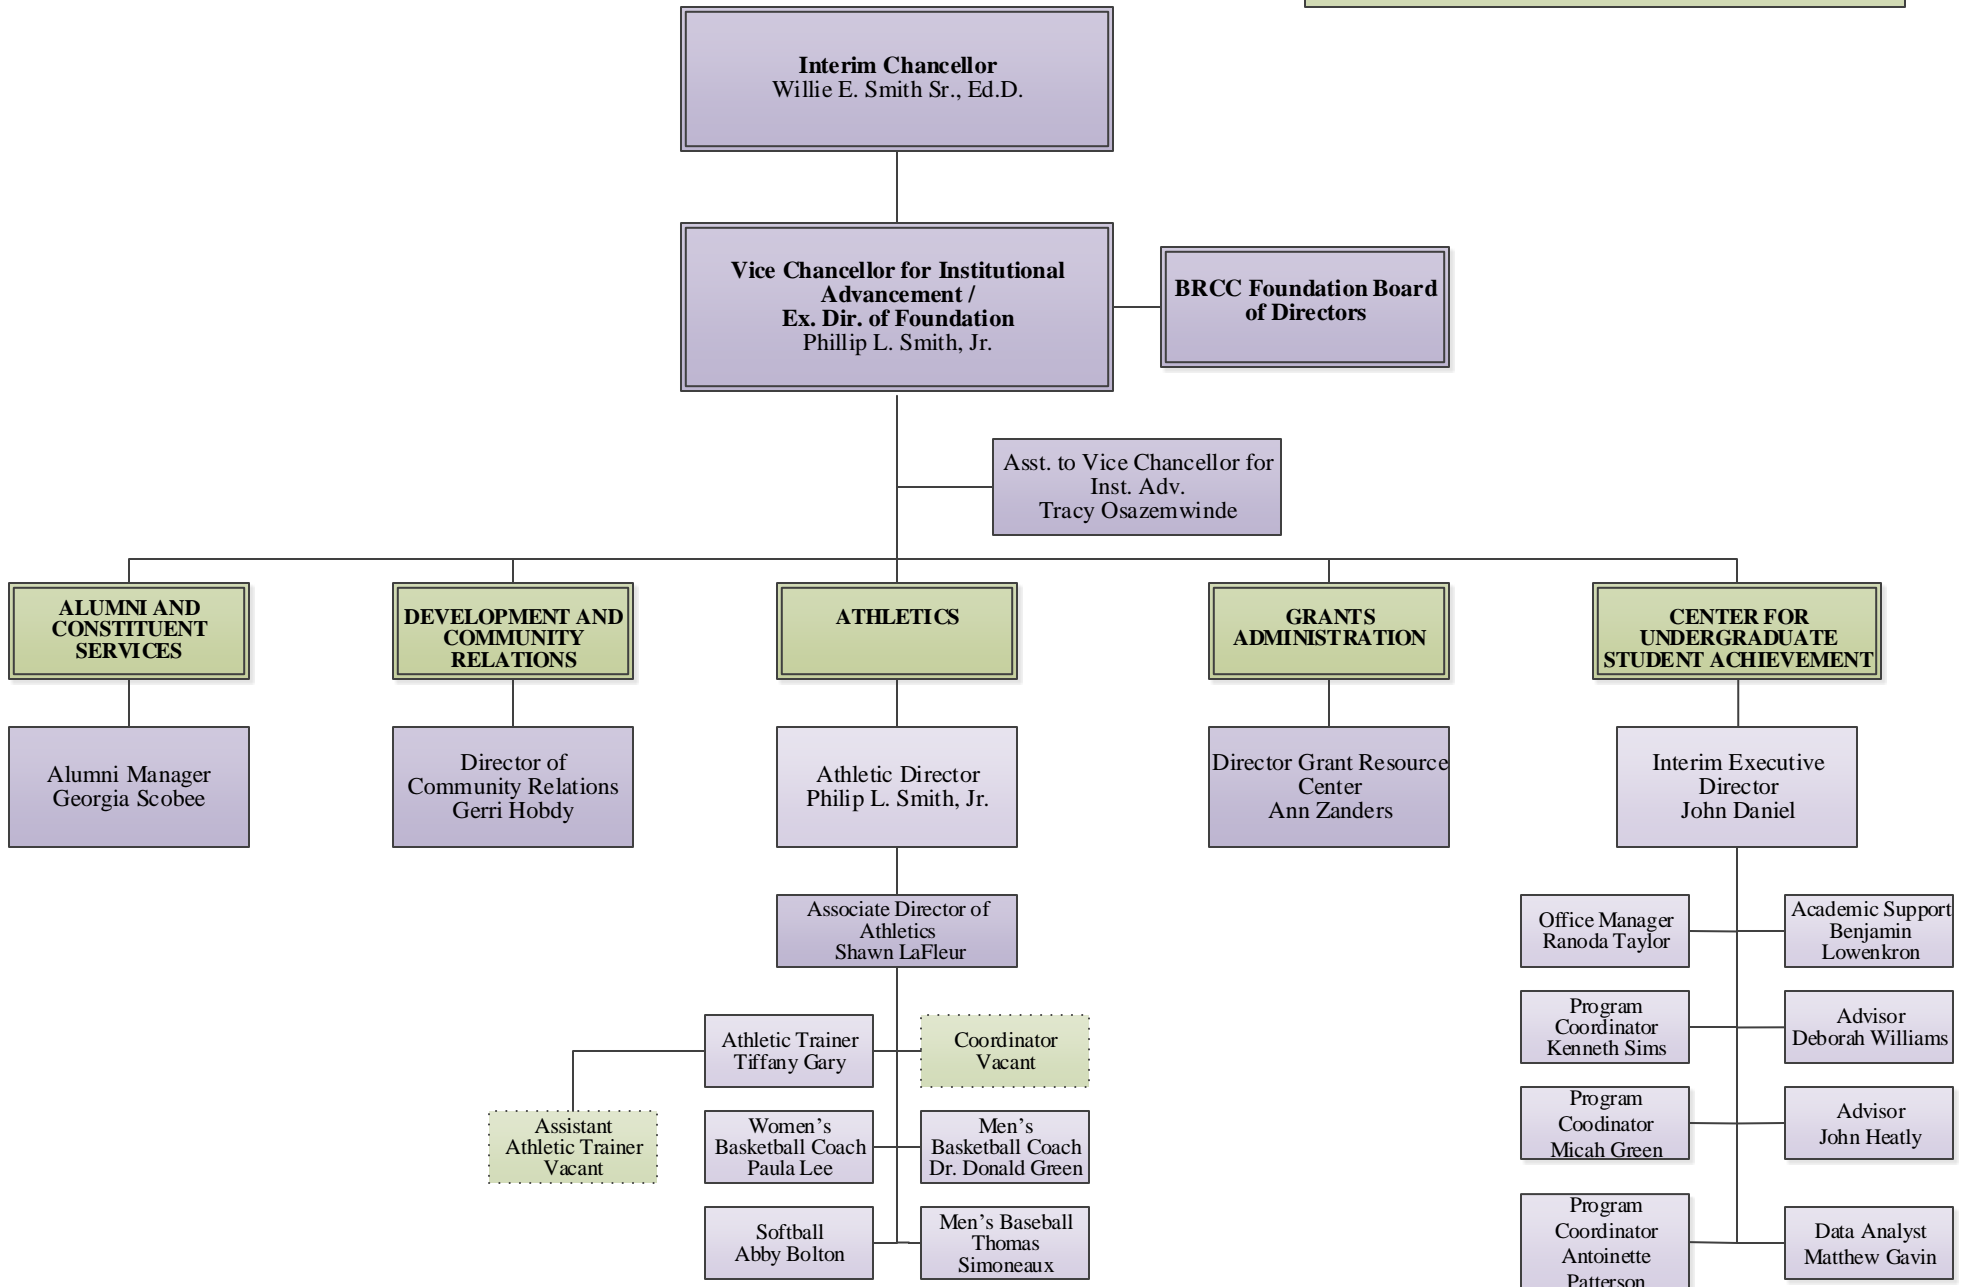 Interim Chancellor
Willie E. Smith Sr., Ed.D.
Vice Chancellor for Institutional
Advancement /
Ex. Dir. of Foundation
Phillip L. Smith, Jr.
BRCC Foundation Board
of Directors
Asst. to Vice Chancellor for
Inst. Adv.
Tracy Osazemwinde
ALUMNI AND
CONSTITUENT
SERVICES
DEVELOPMENT AND
COMMUNITY
RELATIONS
ATHLETICS
GRANTS
ADMINISTRATION
CENTER FOR
UNDERGRADUATE
STUDENT ACHIEVEMENT
Alumni Manager
Georgia Scobee
Director of
Community Relations
Gerri Hobdy
Athletic Director
Philip L. Smith, Jr.
Director Grant Resource
Center
Ann Zanders
Interim Executive
Director
John Daniel
Associate Director of
Athletics
Shawn LaFleur
Athletic Trainer
Tiffany Gary
Coordinator
Vacant
Assistant
Athletic Trainer
Vacant
Women's
Basketball Coach
Paula Lee
Men's
Basketball Coach
Dr. Donald Green
Softball
Abby Bolton
Men's Baseball
Thomas
Simoneaux
Office Manager
Ranoda Taylor
Academic Support
Benjamin
Lowenkron
Program
Coordinator
Kenneth Sims
Advisor
Deborah Williams
Program
Coodinator
Micah Green
Advisor
John Heatly
Program
Coordinator
Antoinette
Patterson
Data Analyst
Matthew Gavin